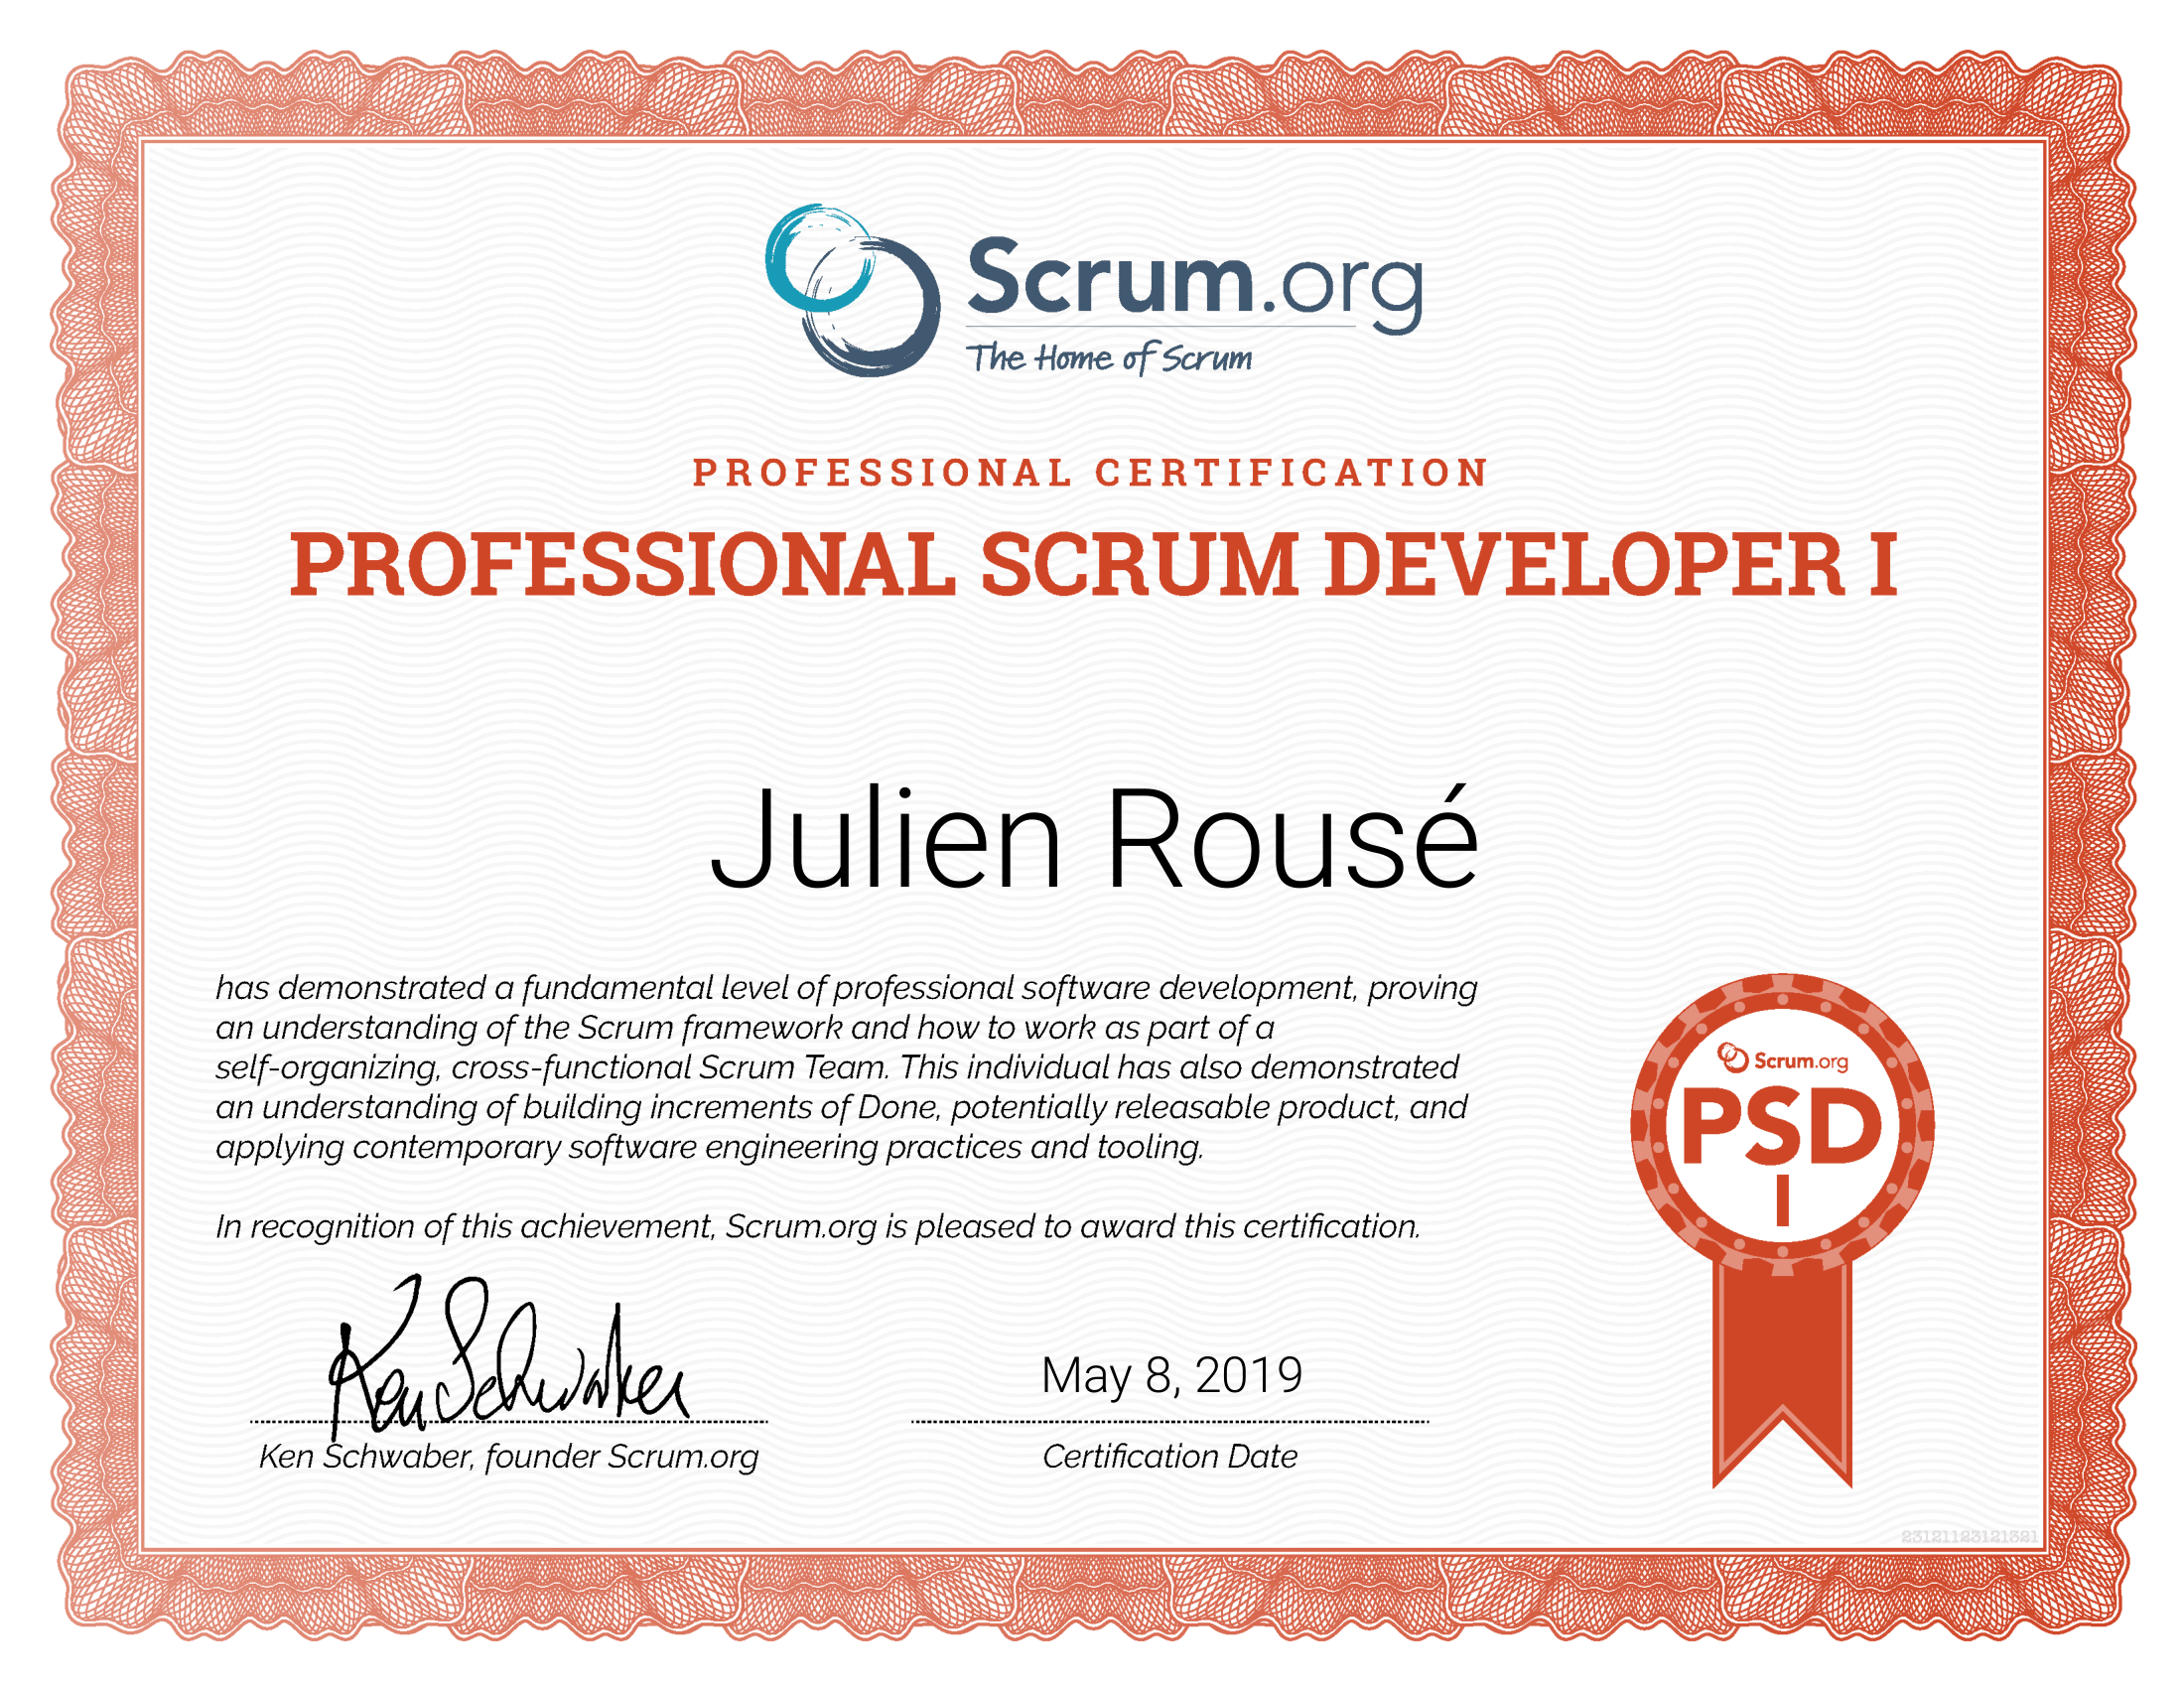 Scrum.org
The Home of Scrum
PROFESSIONAL CERTIFICATION
PROFESSIONAL SCRUM DEVELOPER I
Julien Rousé
has demonstrated a fundamental level of professional software development, proving
an understanding of the Scrum framework and how to work as part of a
self-organizing, cross-functional Scrum Team. This individual has also demonstrated
an understanding of building increments of Done, potentially releasable product, and
applying contemporary software engineering practices and tooling.
In recognition of this achievement, Scrum.org is pleased to award this certification.
Scrum.org
PSD
I
Ken Schwaber
May 8, 2019
Ken Schwaber, founder Scrum.org
Certification Date
23121123121321